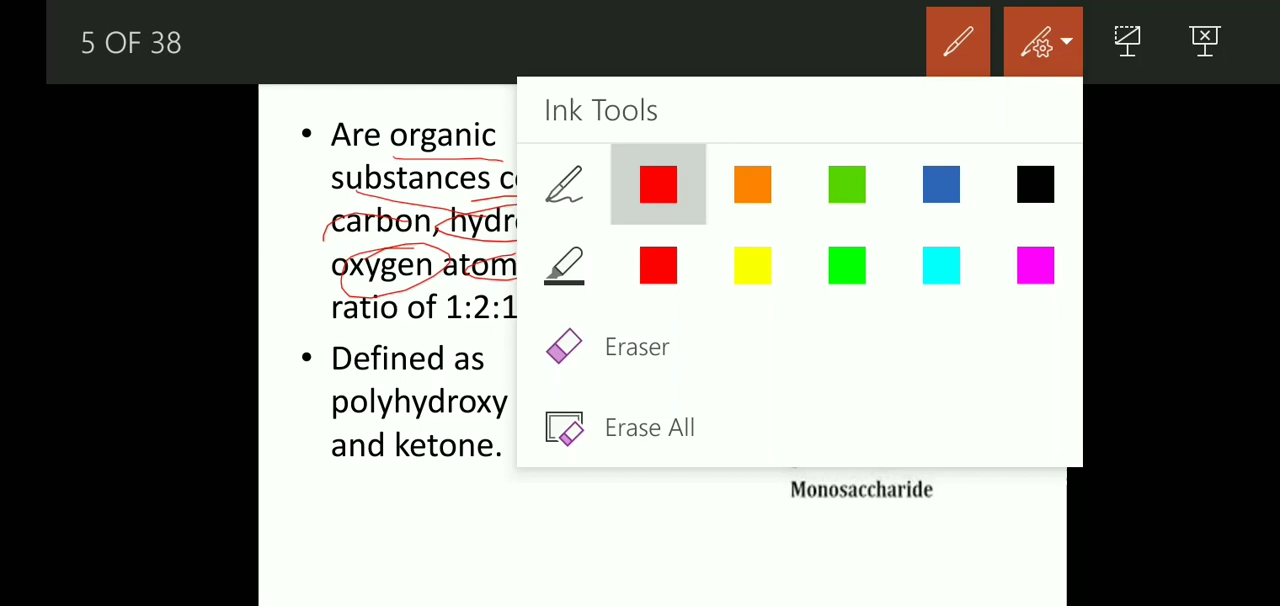 5 OF 38
Ink Tools
• Are organic
substances
carbon,
oxygen
ratio of 1:2:1
• Defined as
polyhydroxy
and ketone.
Eraser
Erase All
Monosaccharide